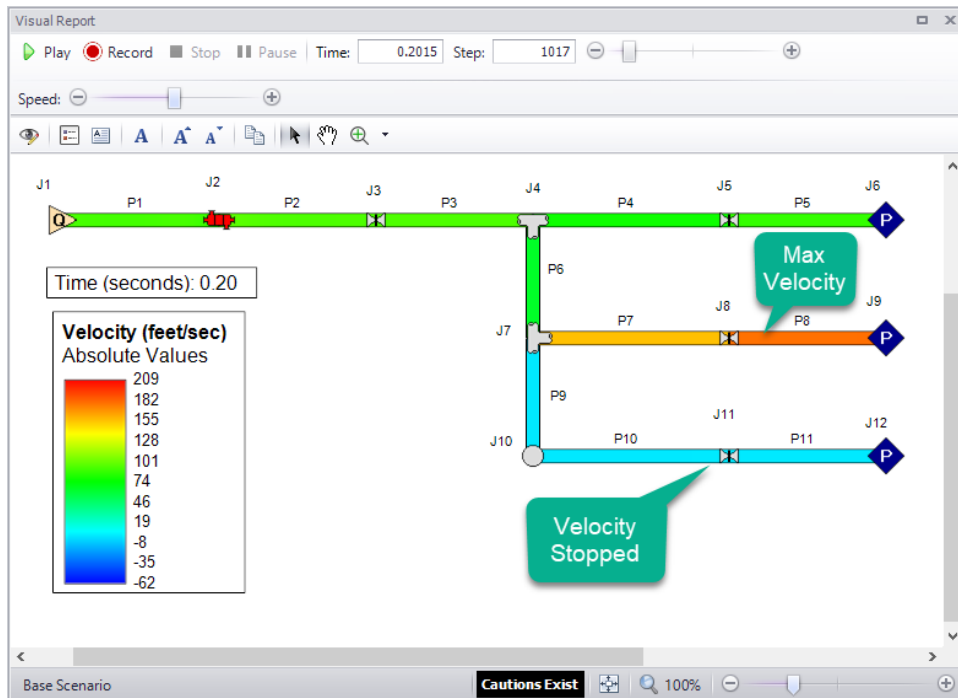 Visual Report
Play Record Stop Pause Time: 0.2015 Step: 1017
Speed:
A A A
J1 J2 J3 J4 J5 J6
P1 P2 P3 P4 P5
Q P
Max
Velocity
P6
Time (seconds): 0.20
J7 P7 J8 P8 J9
P
Velocity (feet/sec)
Absolute Values
209
182
155
128
101
74
46
19
-8
-35
-62
P9
J10 P10 J11 P11 J12
P
Velocity
Stopped
Base Scenario Cautions Exist 100%